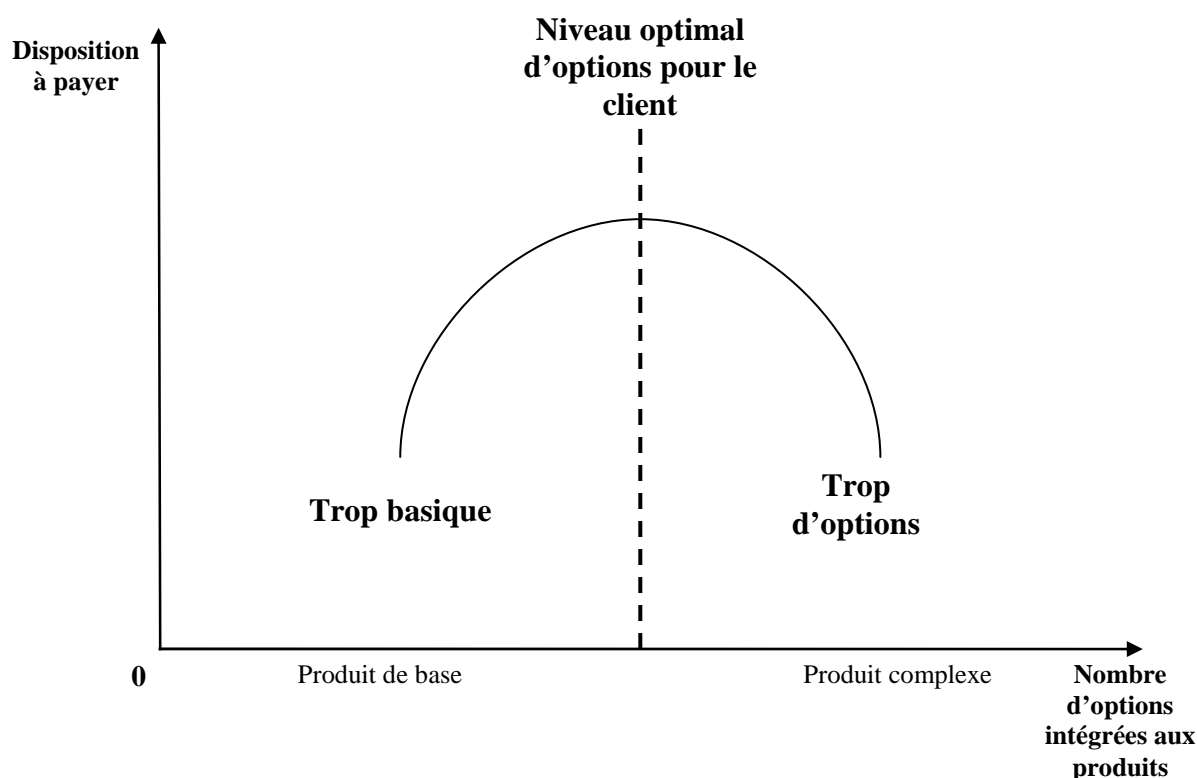 Disposition
à payer
Niveau optimal
d’options pour le
client
Trop basique
Trop
d’options
0
Produit de base
Produit complexe
Nombre
d’options
intégrées aux
produits